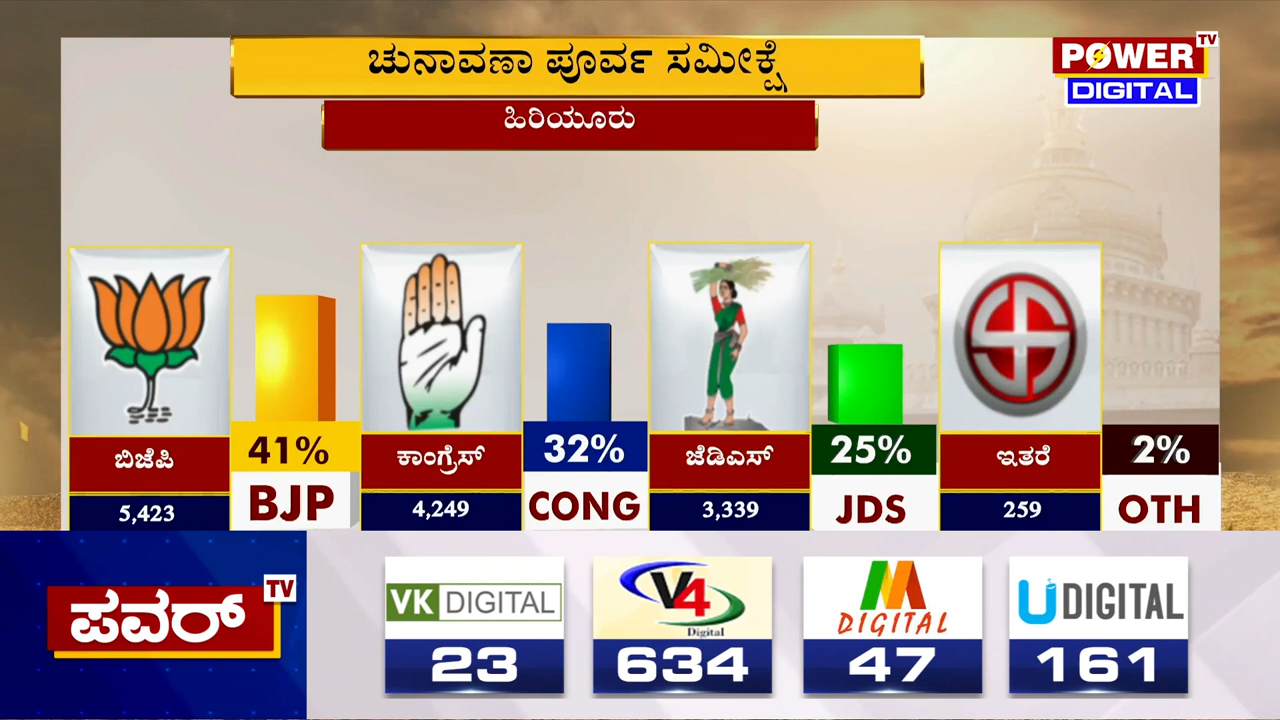 ಚುನಾವಣಾ ಪೂರ್ವ ಸಮೀಕ್ಷೆ
POWER TV
DIGITAL
ಹಿರಿಯೂರು
ಬಿಜೆಪಿ
5,423
41%
BJP
ಕಾಂಗ್ರೆಸ್
4,249
32%
CONG
ಜೆಡಿಎಸ್
3,339
25%
JDS
ಇತರೆ
259
2%
OTH
ಪವರ್ TV
VK DIGITAL
23
V4
Digital
634
M
DIGITAL
47
U DIGITAL
161